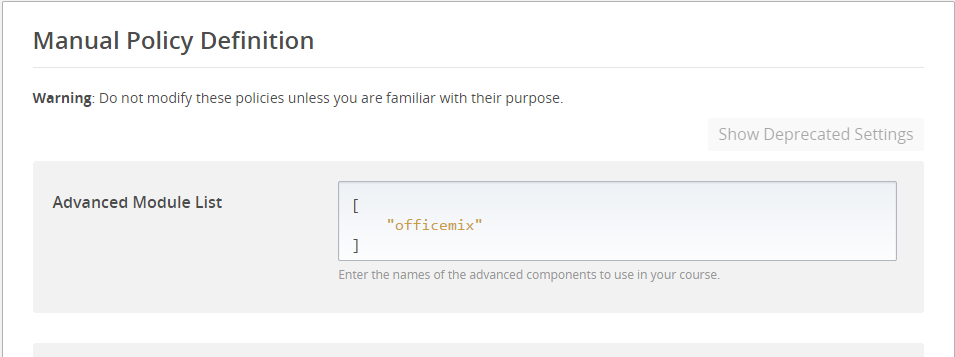 Manual Policy Definition
Warning: Do not modify these policies unless you are familiar with their purpose.
Show Deprecated Settings
Advanced Module List
[
"officemix"
]
Enter the names of the advanced components to use in your course.